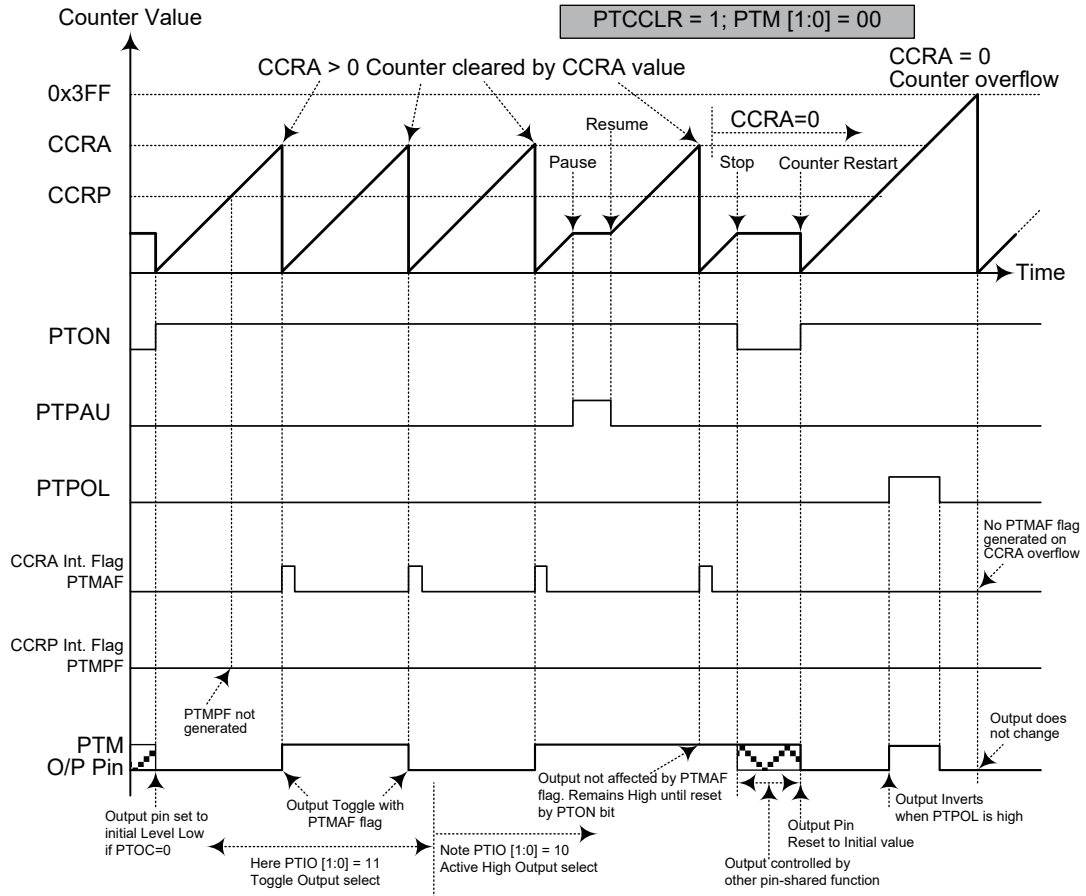 Counter Value
PTCCLR = 1; PTM [1:0] = 00
CCRA > 0 Counter cleared by CCRA value
CCRA = 0
Counter overflow
0x3FF
CCRA
CCRP
Pause
Resume
CCRA=0
Stop
Counter Restart
Time
PTON
PTPAU
PTPOL
CCRA Int. Flag
PTMAF
No PTMAF flag
generated on
CCRA overflow
CCRP Int. Flag
PTMPF
PTMPF not
generated
PTM
O/P Pin
Output does
not change
Output pin set to
initial Level Low
if PTOC=0
Output Toggle with
PTMAF flag
Output not affected by PTMAF
flag. Remains High until reset
by PTON bit
Output Pin
Reset to Initial value
Output Inverts
when PTPOL is high
Here PTIO [1:0] = 11
Toggle Output select
Note PTIO [1:0] = 10
Active High Output select
Output controlled by
other pin-shared function